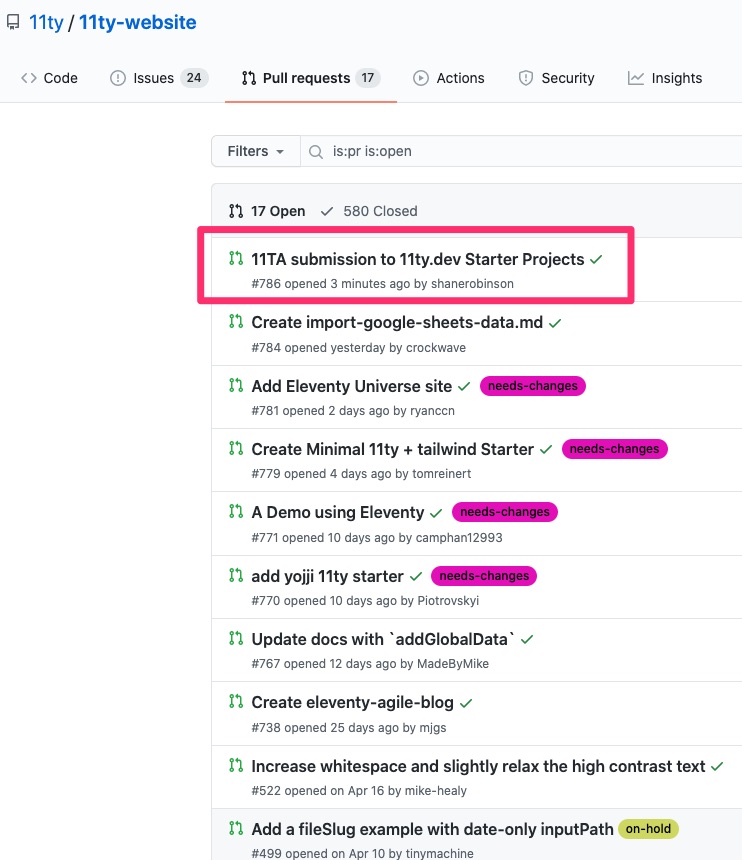 11ty / 11ty-website
Code Issues 24 Pull requests 17 Actions Security Insights
Filters is:pr is:open
17 Open 580 Closed
11TA submission to 11ty.dev Starter Projects
#786 opened 3 minutes ago by shanerobinson
Create import-google-sheets-data.md
#784 opened yesterday by crockwave
Add Eleventy Universe site needs-changes
#781 opened 2 days ago by ryanccn
Create Minimal 11ty + tailwind Starter needs-changes
#779 opened 4 days ago by tomreinert
A Demo using Eleventy needs-changes
#771 opened 10 days ago by camphan12993
add yojji 11ty starter needs-changes
#770 opened 10 days ago by Piotrovskyi
Update docs with `addGlobalData`
#767 opened 12 days ago by MadeByMike
Create eleventy-agile-blog
#738 opened 25 days ago by mjgs
Increase whitespace and slightly relax the high contrast text
#522 opened on Apr 16 by mike-healy
Add a fileSlug example with date-only inputPath on-hold
#499 opened on Apr 10 by tinymachine